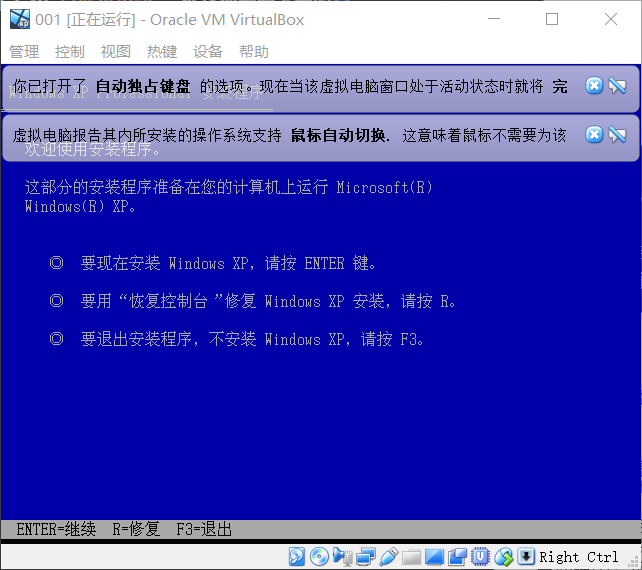 001 [正在运行] - Oracle VM VirtualBox
管理 控制 视图 热键 设备 帮助
你已打开了 自动独占键盘 的选项。现在当该虚拟电脑窗口处于活动状态时就将 完
Windows XP Professional 安装程序
虚拟电脑报告其内所安装的操作系统支持 鼠标自动切换. 这意味着鼠标不需要为该
欢迎使用安装程序。
这部分的安装程序准备在您的计算机上运行 Microsoft(R)
Windows(R) XP。
◎ 要现在安装 Windows XP，请按 ENTER 键。
◎ 要用“恢复控制台”修复 Windows XP 安装，请按 R。
◎ 要退出安装程序，不安装 Windows XP，请按 F3。
ENTER=继续 R=修复 F3=退出
Right Ctrl